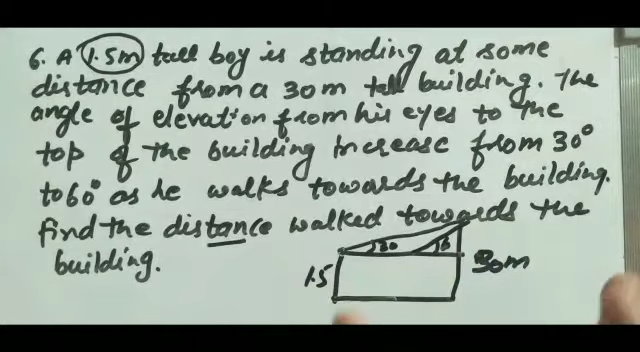 6. A 1.5m tall boy is standing at some
distance from a 30m tall building. The
angle of elevation from his eyes to the
top of the building increase from 30°
to 60° as he walks towards the building.
find the distance walked towards the
building.
30
1.5
30m